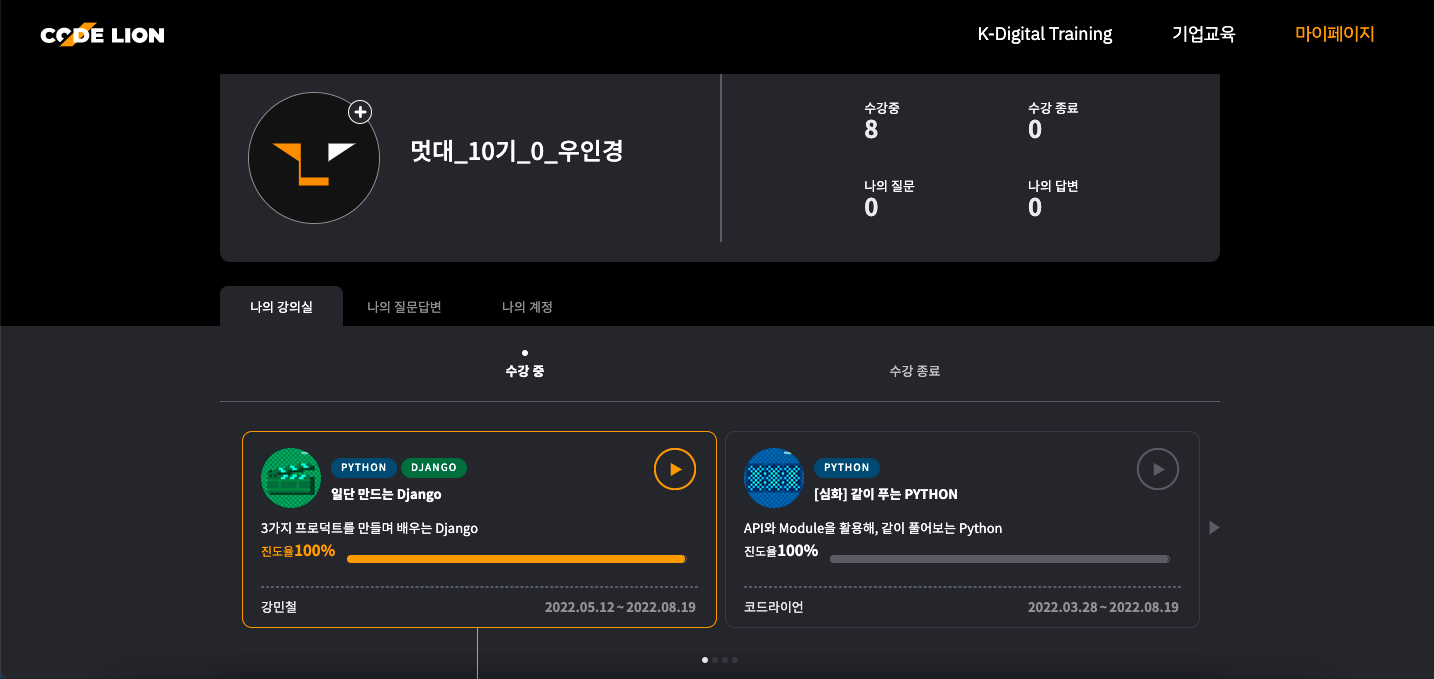 CODE LION
K-Digital Training 기업교육 마이페이지
멋대_10기_0_우인경
수강중 수강 종료
8 0
나의 질문 나의 답변
0 0
나의 강의실 나의 질문답변 나의 계정
수강 중 수강 종료
PYTHON DJANGO
일단 만드는 Django
3가지 프로덕트를 만들며 배우는 Django
진도율100%
강민철 2022.05.12 ~ 2022.08.19
PYTHON
[심화] 같이 푸는 PYTHON
API와 Module을 활용해, 같이 풀어보는 Python
진도율100%
코드라이언 2022.03.28 ~ 2022.08.19